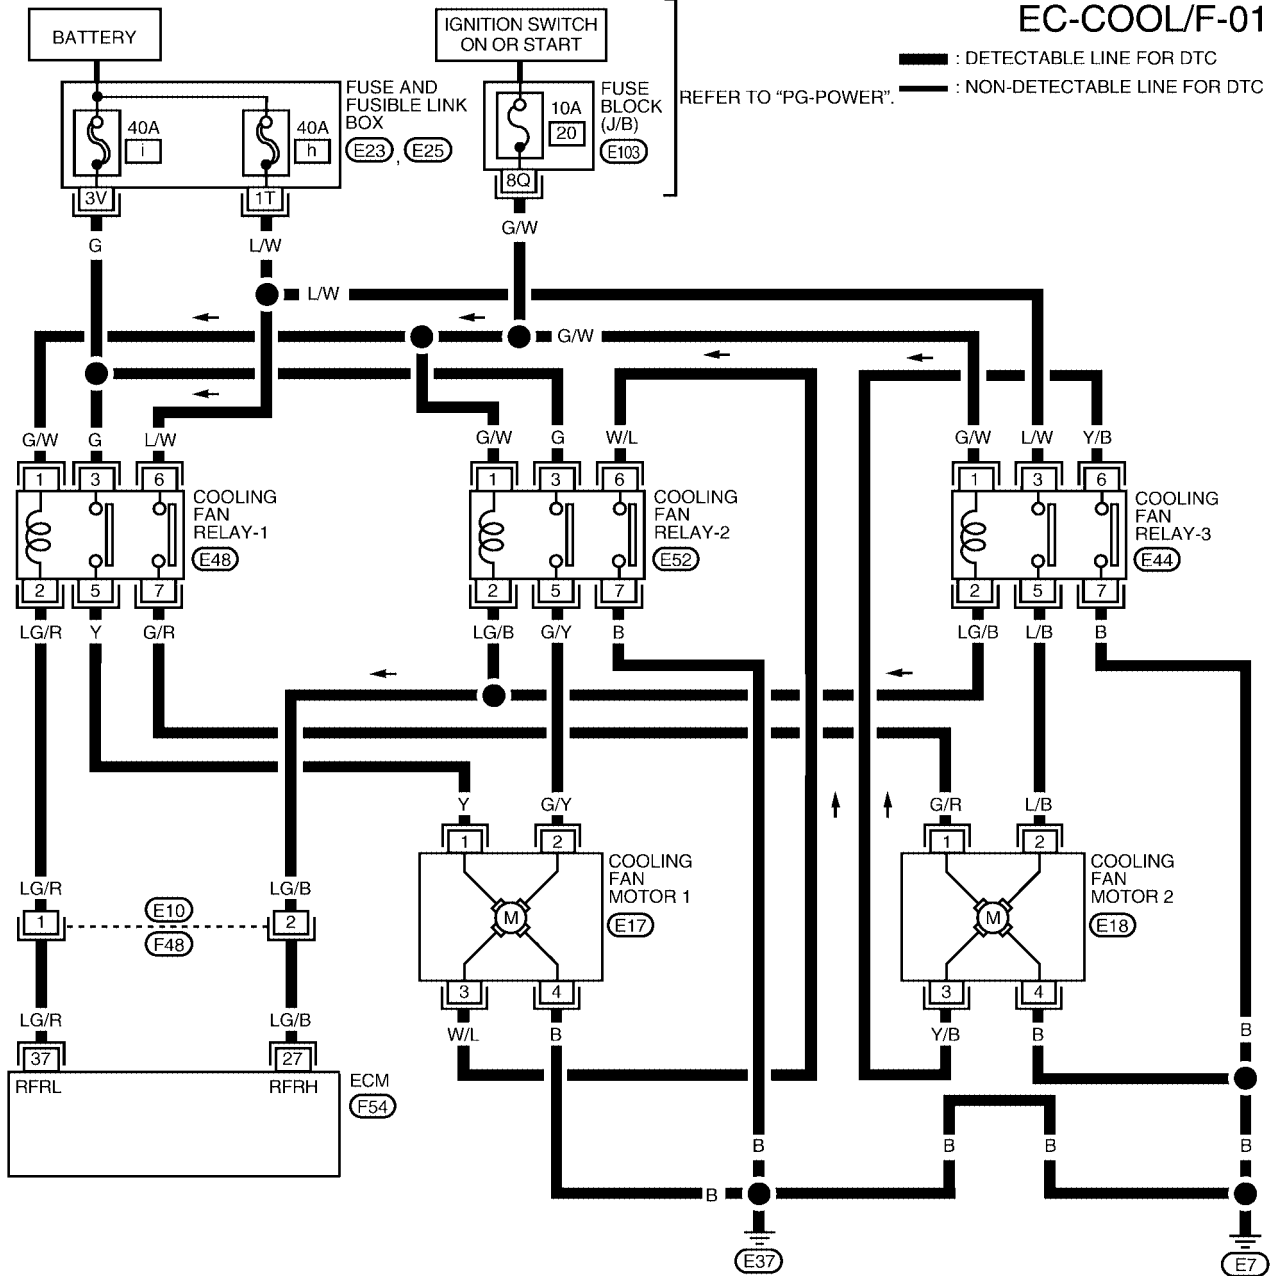 EC-COOL/F-01
BATTERY
IGNITION SWITCH
ON OR START
: DETECTABLE LINE FOR DTC
: NON-DETECTABLE LINE FOR DTC
FUSE AND
FUSIBLE LINK
BOX
E23 , E25
40A
i
40A
h
10A
20
FUSE
BLOCK
(J/B)
E103
REFER TO “PG-POWER”.
3V
1T
8Q
G
L/W
G/W
L/W
G/W
G/W
G
L/W
G/W
G
W/L
G/W
L/W
Y/B
1
3
6
1
3
6
1
3
6
COOLING
FAN
RELAY-1
E48
COOLING
FAN
RELAY-2
E52
COOLING
FAN
RELAY-3
E44
2
5
7
2
5
7
2
5
7
LG/R
Y
G/R
LG/B
G/Y
B
LG/B
L/B
B
Y
G/Y
G/R
L/B
1
2
1
2
COOLING
FAN
MOTOR 1
E17
M
COOLING
FAN
MOTOR 2
E18
M
LG/R
LG/B
1
E10
F48
2
3
4
3
4
LG/R
LG/B
W/L
B
Y/B
B
B
37
27
RFRL
RFRH
ECM
F54
B
B
B
B
B
E37
E7